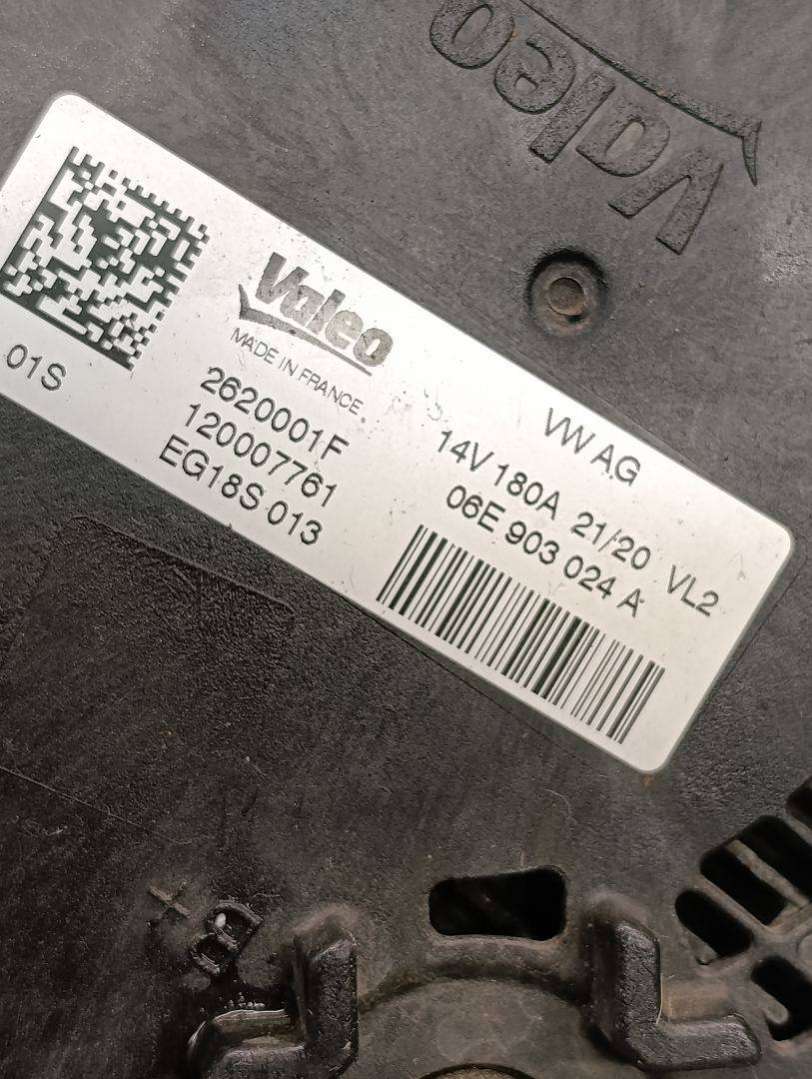 Valeo
Valeo
MADE IN FRANCE
01S
2620001F
120007761
EG18S 013
VW AG
14V 180A 21/20 VL2
06E 903 024 A
B+